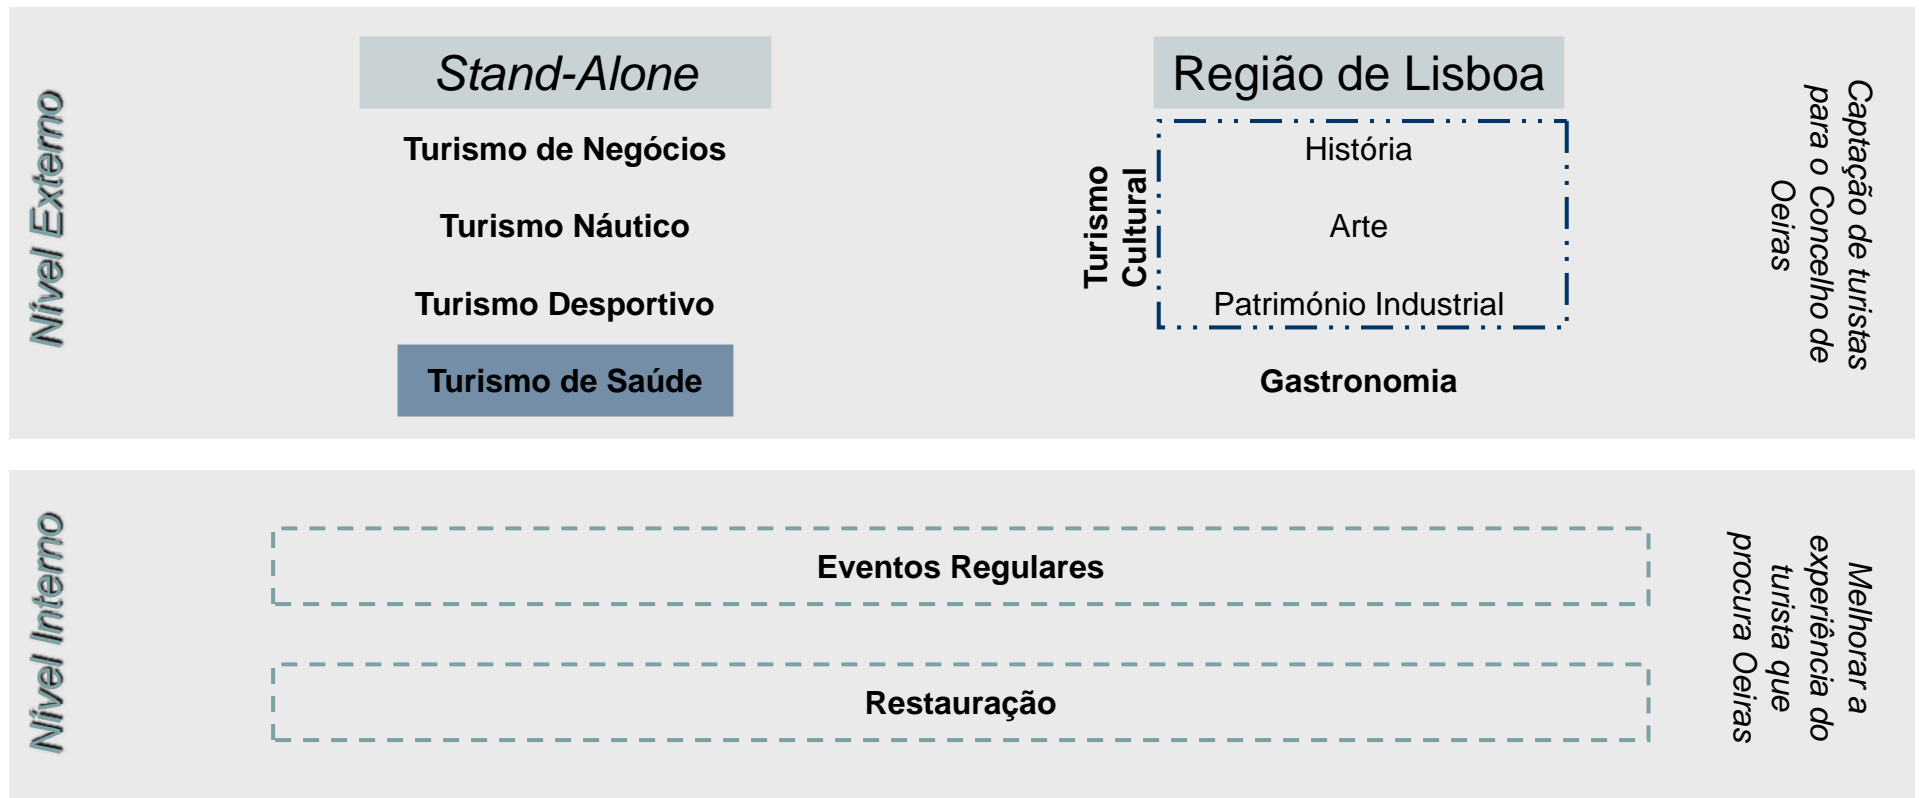 Nível Externo
Stand-Alone
Turismo de Negócios
Turismo Náutico
Turismo Desportivo
Turismo de Saúde
Região de Lisboa
Turismo
Cultural
História
Arte
Património Industrial
Gastronomia
Captação de turistas
para o Concelho de
Oeiras
Nível Interno
Eventos Regulares
Restauração
Melhorar a
experiência do
turista que
procura Oeiras